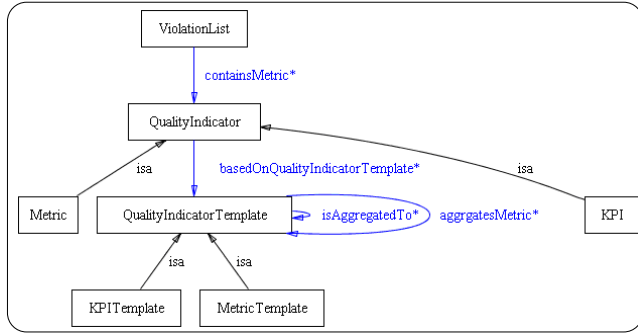 ViolationList
containsMetric*
QualityIndicator
basedOnQualityIndicatorTemplate*
isa
isa
Metric
QualityIndicatorTemplate
isAggregatedTo*
aggrgatesMetric*
KPI
isa
isa
KPITemplate
MetricTemplate